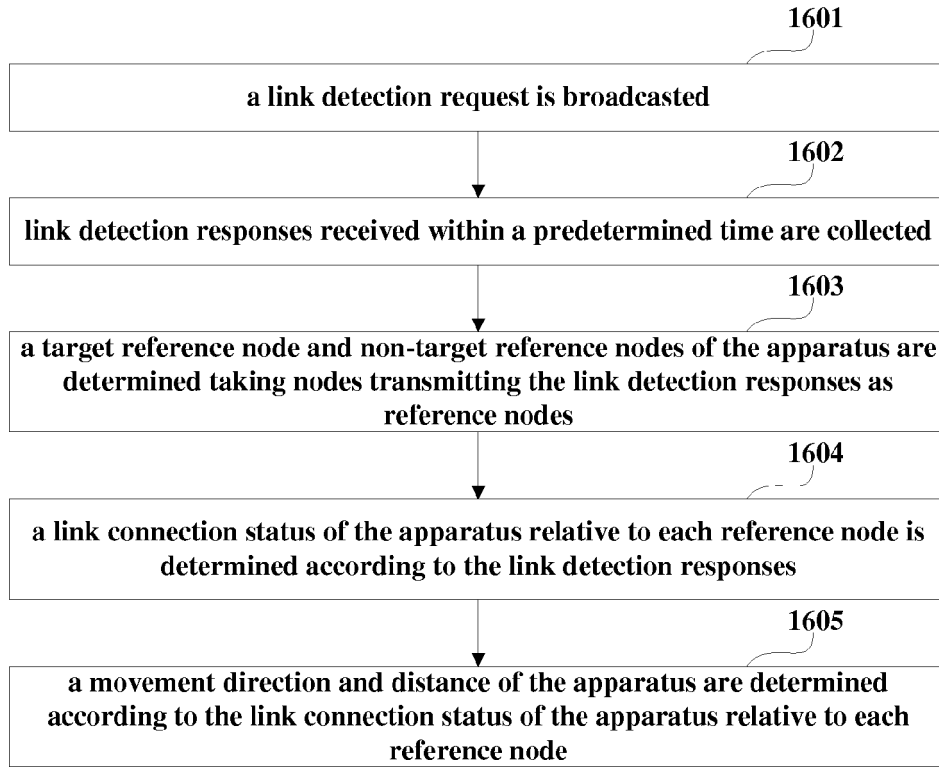 1601
a link detection request is broadcasted
1602
link detection responses received within a predetermined time are collected
1603
a target reference node and non-target reference nodes of the apparatus are
determined taking nodes transmitting the link detection responses as
reference nodes
1604
a link connection status of the apparatus relative to each reference node is
determined according to the link detection responses
1605
a movement direction and distance of the apparatus are determined
according to the link connection status of the apparatus relative to each
reference node